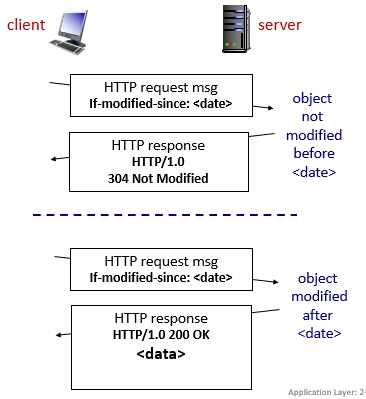 client
server
HTTP request msg
If-modified-since: <date>
object
not
modified
before
<date>
HTTP response
HTTP/1.0
304 Not Modified
HTTP request msg
If-modified-since: <date>
object
modified
after
<date>
HTTP response
HTTP/1.0 200 OK
<data>
Application Layer: 2-